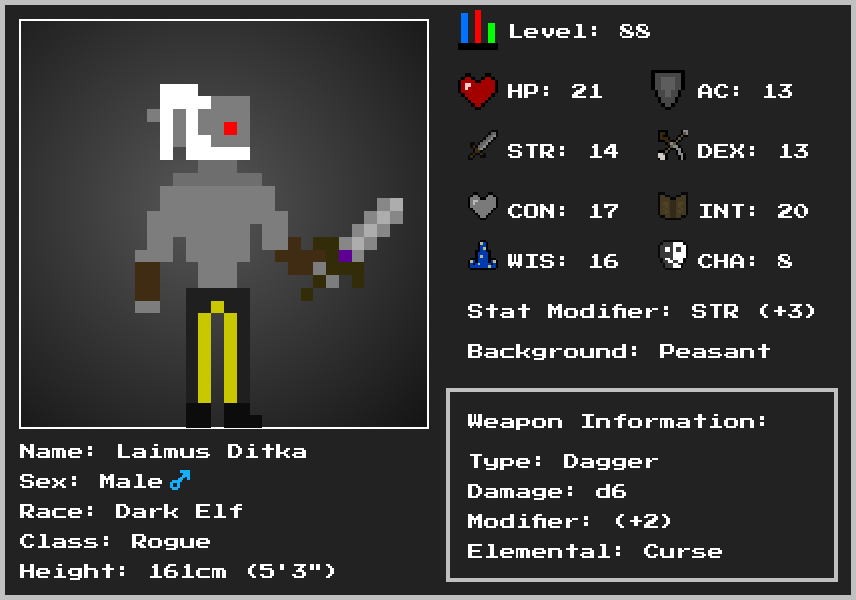 Level: 88
HP: 21
AC: 13
STR: 14
DEX: 13
CON: 17
INT: 20
WIS: 16
CHA: 8
Stat Modifier: STR (+3)
Background: Peasant
Weapon Information:
Type: Dagger
Damage: d6
Modifier: (+2)
Elemental: Curse
Name: Laimus Ditka
Sex: Male♂
Race: Dark Elf
Class: Rogue
Height: 161cm (5'3")